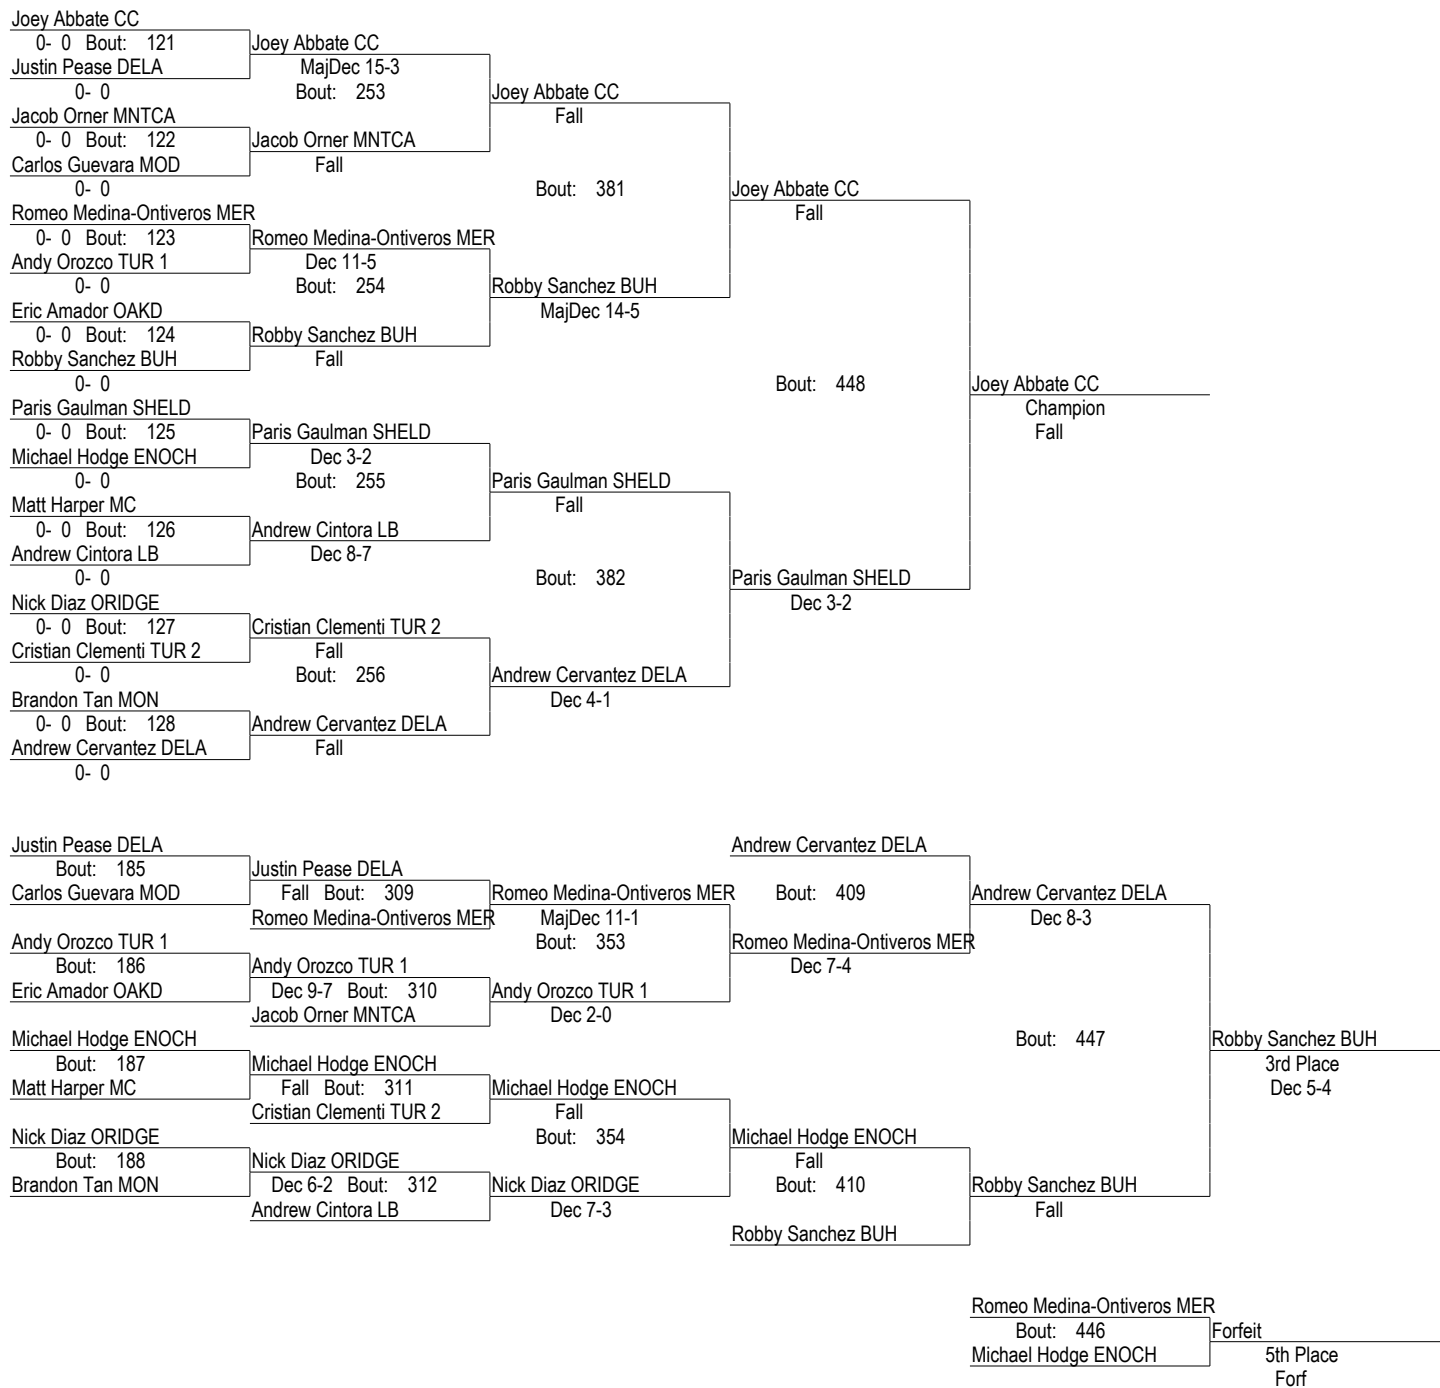 Joey Abbate CC
0- 0 Bout: 121 Joey Abbate CC
Justin Pease DELA MajDec 15-3
0- 0 Bout: 253 Joey Abbate CC
Jacob Orner MNTCA Fall
0- 0 Bout: 122 Jacob Orner MNTCA
Carlos Guevara MOD Fall
0- 0 Bout: 381 Joey Abbate CC
Romeo Medina-Ontiveros MER Fall
0- 0 Bout: 123 Romeo Medina-Ontiveros MER
Andy Orozco TUR 1 Dec 11-5
0- 0 Bout: 254 Robby Sanchez BUH
Eric Amador OAKD MajDec 14-5
0- 0 Bout: 124 Robby Sanchez BUH
Robby Sanchez BUH Fall
0- 0 Bout: 448 Joey Abbate CC
Paris Gaulman SHELD Champion
0- 0 Bout: 125 Paris Gaulman SHELD Fall
Michael Hodge ENOCH Dec 3-2
0- 0 Bout: 255 Paris Gaulman SHELD
Matt Harper MC Fall
0- 0 Bout: 126 Andrew Cintora LB
Andrew Cintora LB Dec 8-7
0- 0 Bout: 382 Paris Gaulman SHELD
Nick Diaz ORIDGE Dec 3-2
0- 0 Bout: 127 Cristian Clementi TUR 2
Cristian Clementi TUR 2 Fall
0- 0 Bout: 256 Andrew Cervantez DELA
Brandon Tan MON Dec 4-1
0- 0 Bout: 128 Andrew Cervantez DELA
Andrew Cervantez DELA Fall
0- 0
Justin Pease DELA Andrew Cervantez DELA
Bout: 185 Justin Pease DELA
Carlos Guevara MOD Fall Bout: 309 Romeo Medina-Ontiveros MER Bout: 409 Andrew Cervantez DELA
Romeo Medina-Ontiveros MER MajDec 11-1 Dec 8-3
Andy Orozco TUR 1 Bout: 353 Romeo Medina-Ontiveros MER
Bout: 186 Andy Orozco TUR 1 Dec 7-4
Eric Amador OAKD Dec 9-7 Bout: 310 Andy Orozco TUR 1
Jacob Orner MNTCA Dec 2-0
Michael Hodge ENOCH Bout: 447 Robby Sanchez BUH
Bout: 187 Michael Hodge ENOCH 3rd Place
Matt Harper MC Fall Bout: 311 Michael Hodge ENOCH Dec 5-4
Cristian Clementi TUR 2 Fall
Nick Diaz ORIDGE Bout: 354 Michael Hodge ENOCH
Bout: 188 Nick Diaz ORIDGE Fall
Brandon Tan MON Dec 6-2 Bout: 312 Nick Diaz ORIDGE Bout: 410 Robby Sanchez BUH
Andrew Cintora LB Dec 7-3 Fall
Robby Sanchez BUH
Romeo Medina-Ontiveros MER
Bout: 446 Forfeit
Michael Hodge ENOCH 5th Place
Forf